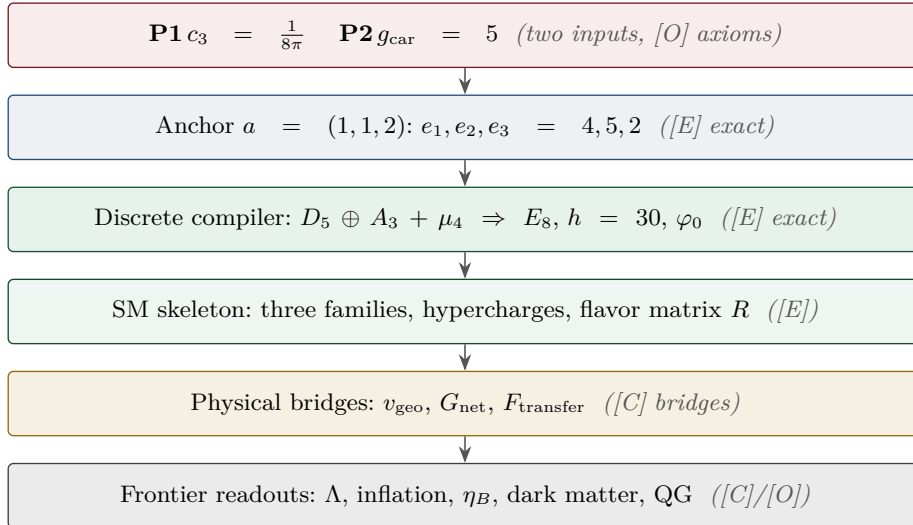 P1 c₃ = 1/8π P2 g_car = 5 (two inputs, [O] axioms)
Anchor a = (1, 1, 2): e₁, e₂, e₃ = 4, 5, 2 ([E] exact)
Discrete compiler: D₅ ⊕ A₃ + μ₄ ⇒ E₈, h = 30, φ₀ ([E] exact)
SM skeleton: three families, hypercharges, flavor matrix R ([E])
Physical bridges: v_geo, G_net, F_transfer ([C] bridges)
Frontier readouts: Λ, inflation, η_B, dark matter, QG ([C]/[O])